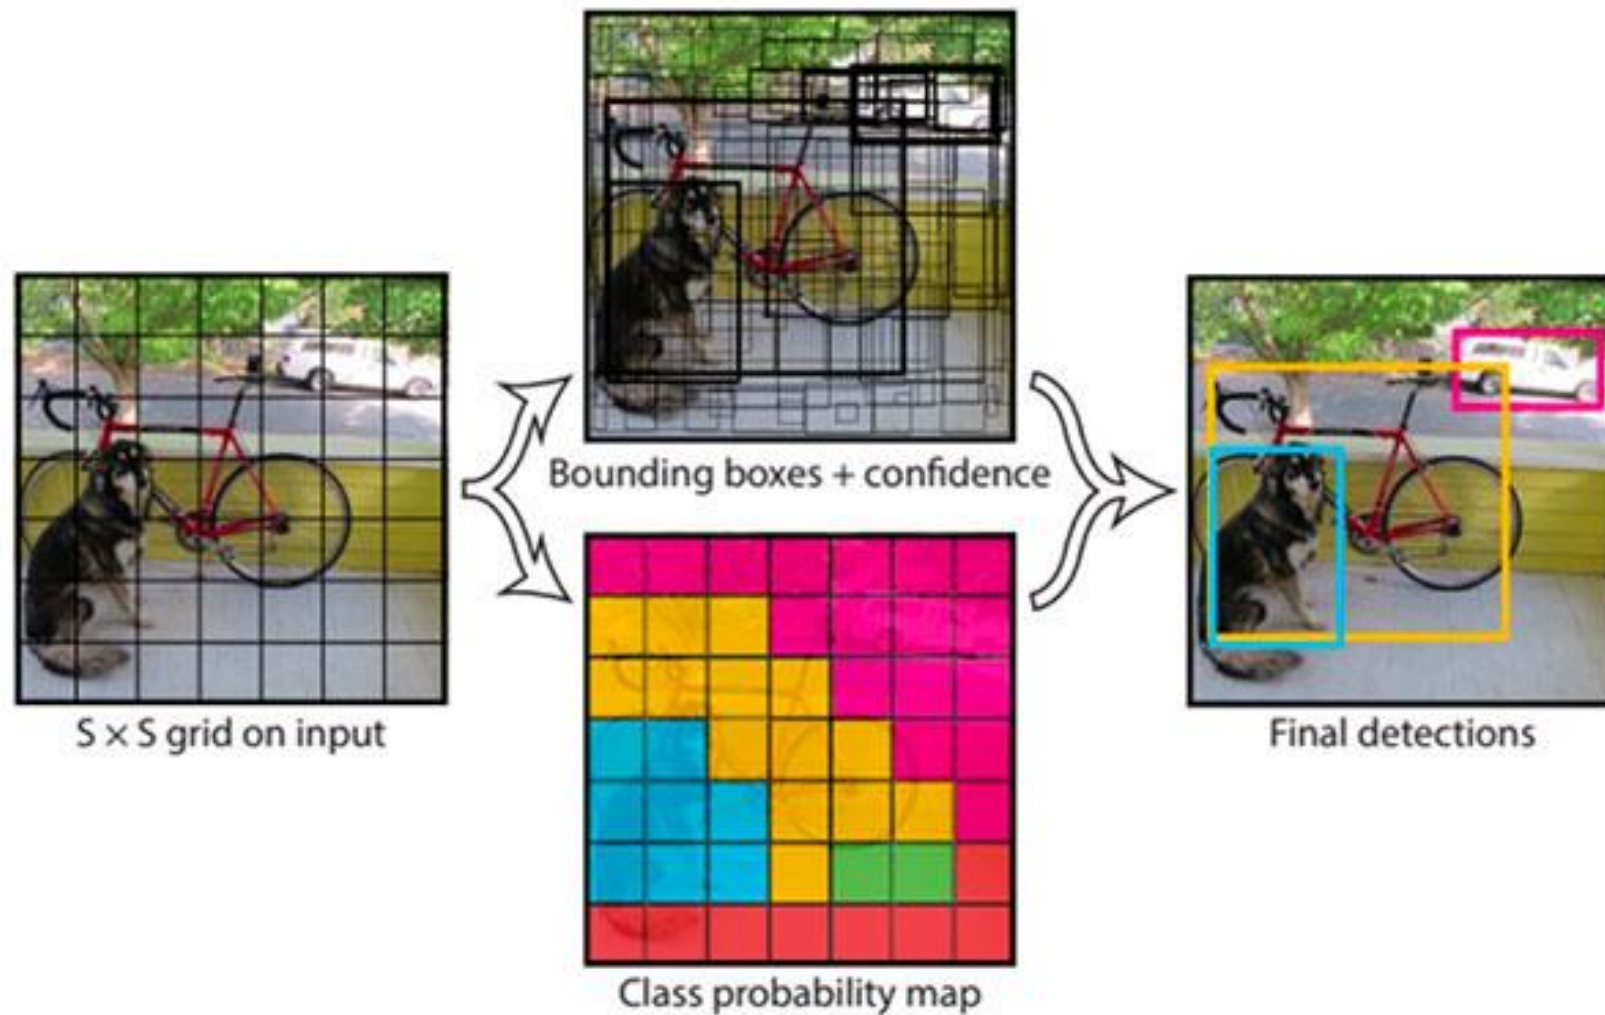 Bounding boxes + confidence
S × S grid on input
Final detections
Class probability map